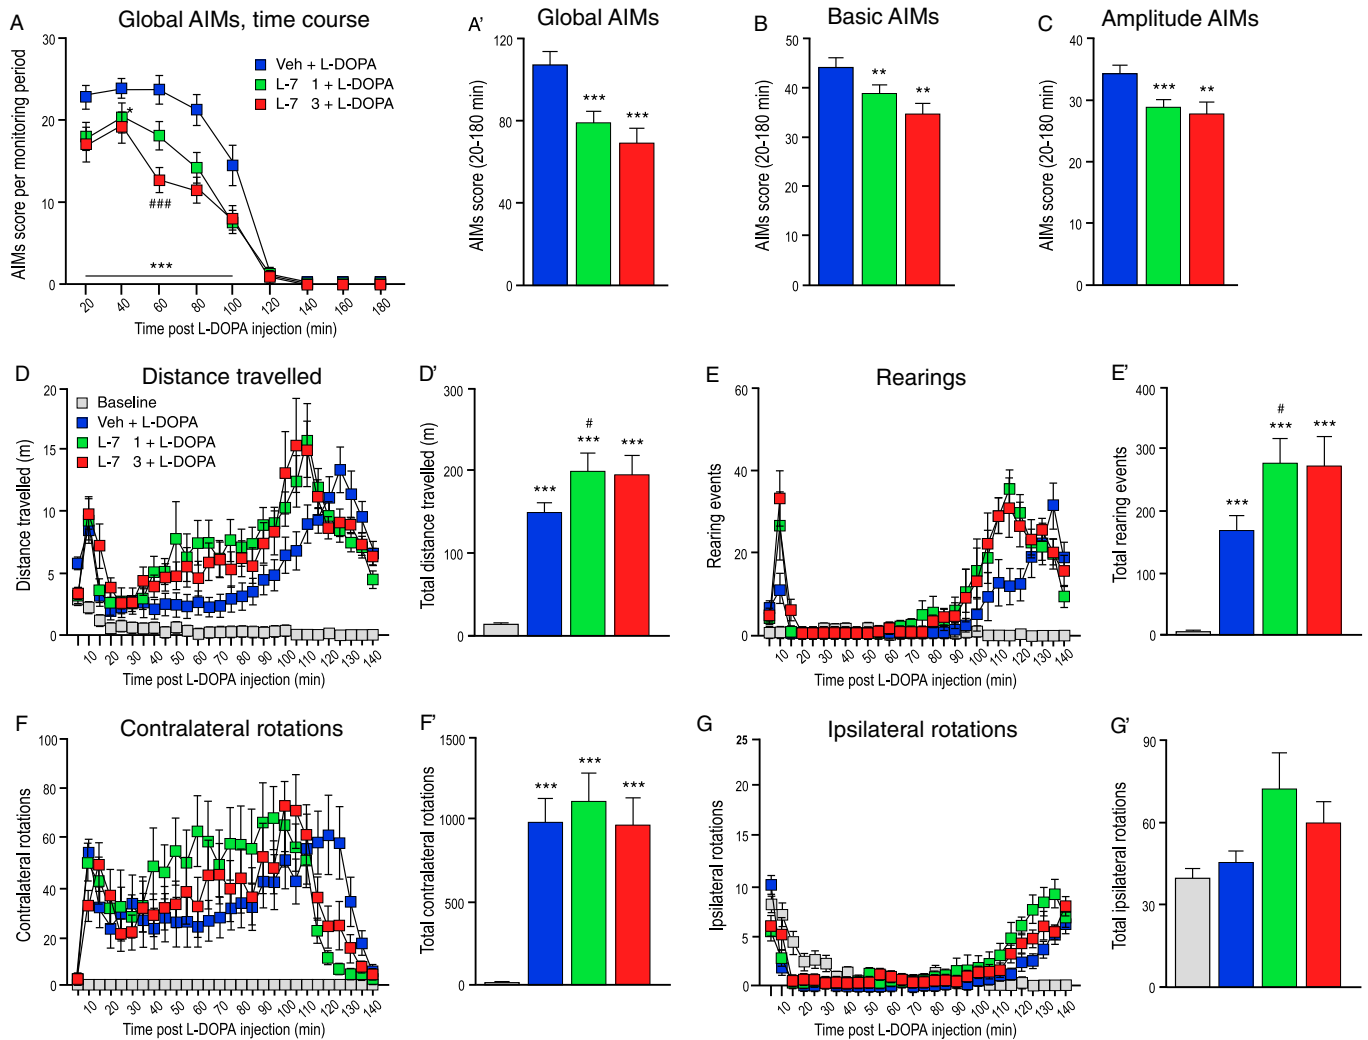 A Global AIMs, time course
AIMs score per monitoring period
30
20
10
0
Veh + L-DOPA
L-7 1 + L-DOPA
L-7 3 + L-DOPA
*
###
***
20 40 60 80 100 120 140 160 180
Time post L-DOPA injection (min)
A' Global AIMs
AIMs score (20-180 min)
120
80
40
0
***
***
B Basic AIMs
AIMs score (20-180 min)
50
40
30
20
10
0
**
**
C Amplitude AIMs
AIMs score (20-180 min)
40
30
20
10
0
***
**
D Distance travelled
Distance travelled (m)
20
15
10
5
0
Baseline
Veh + L-DOPA
L-7 1 + L-DOPA
L-7 3 + L-DOPA
10 20 30 40 50 60 70 80 90 100 110 120 130 140
Time post L-DOPA injection (min)
D'
Total distance travelled (m)
300
200
100
0
***
#
***
***
E Rearings
Rearing events
60
40
20
0
10 20 30 40 50 60 70 80 90 100 110 120 130 140
Time post L-DOPA injection (min)
E'
Total rearing events
400
300
200
100
0
***
#
***
***
F Contralateral rotations
Contralateral rotations
100
80
60
40
20
0
10 20 30 40 50 60 70 80 90 100 110 120 130 140
Time post L-DOPA injection (min)
F'
Total contralateral rotations
1500
1000
500
0
***
***
***
G Ipsilateral rotations
Ipsilateral rotations
25
20
15
10
5
0
10 20 30 40 50 60 70 80 90 100 110 120 130 140
Time post L-DOPA injection (min)
G'
Total ipsilateral rotations
90
60
30
0